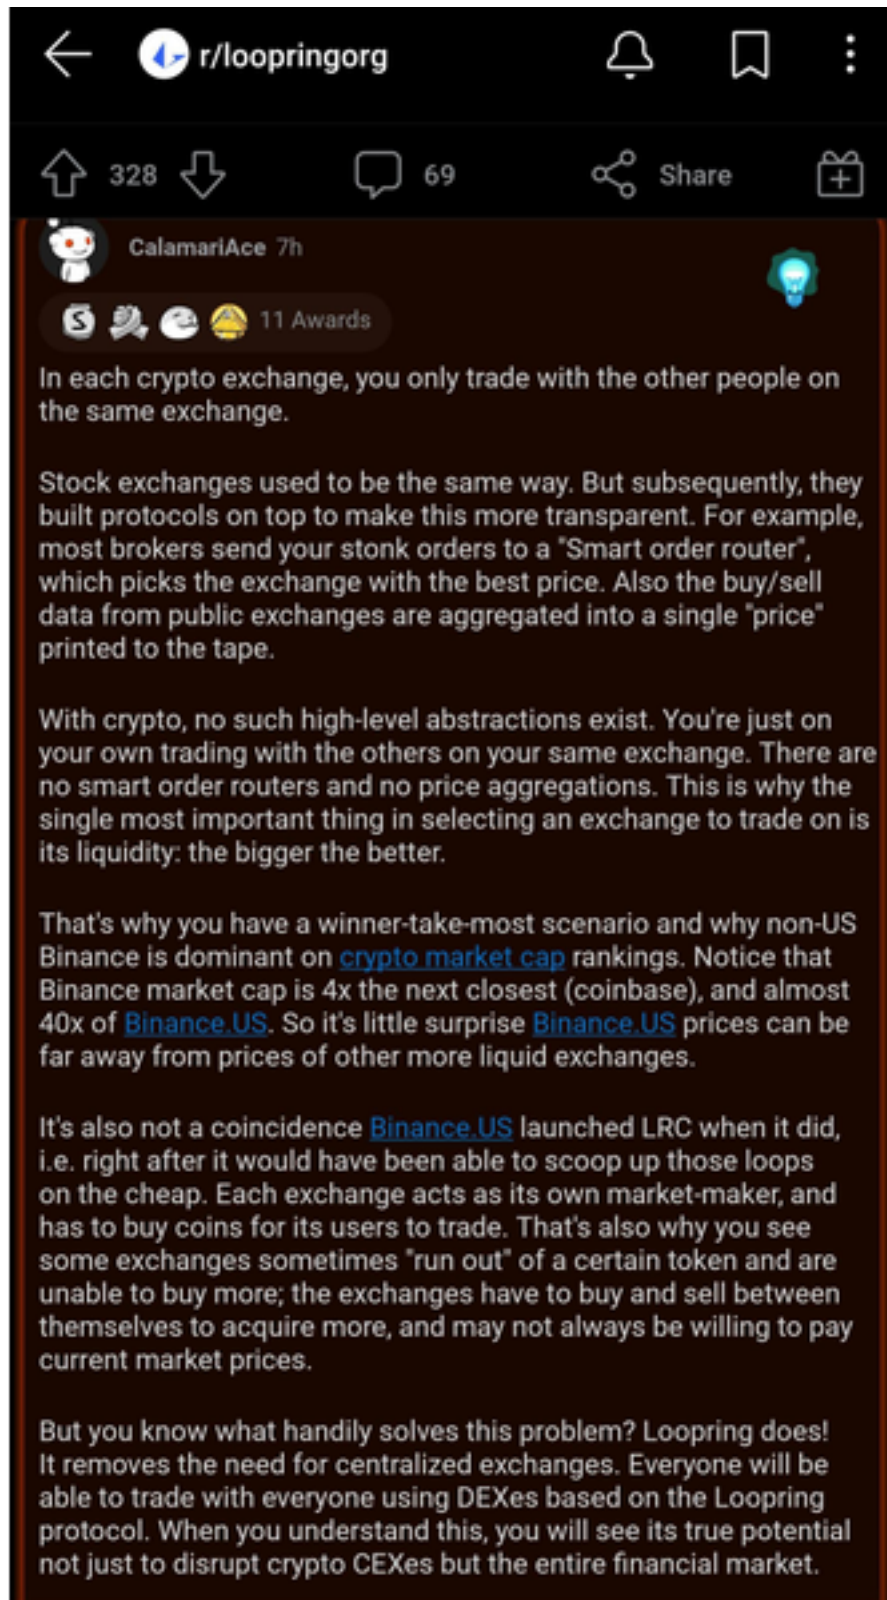 r/loopringorg
328
69
Share
CalamariAce 7h
S 11 Awards
In each crypto exchange, you only trade with the other people on
the same exchange.
Stock exchanges used to be the same way. But subsequently, they
built protocols on top to make this more transparent. For example,
most brokers send your stonk orders to a "Smart order router",
which picks the exchange with the best price. Also the buy/sell
data from public exchanges are aggregated into a single "price"
printed to the tape.
With crypto, no such high-level abstractions exist. You're just on
your own trading with the others on your same exchange. There are
no smart order routers and no price aggregations. This is why the
single most important thing in selecting an exchange to trade on is
its liquidity: the bigger the better.
That's why you have a winner-take-most scenario and why non-US
Binance is dominant on crypto market cap rankings. Notice that
Binance market cap is 4x the next closest (coinbase), and almost
40x of Binance.US. So it's little surprise Binance.US prices can be
far away from prices of other more liquid exchanges.
It's also not a coincidence Binance.US launched LRC when it did,
i.e. right after it would have been able to scoop up those loops
on the cheap. Each exchange acts as its own market-maker, and
has to buy coins for its users to trade. That's also why you see
some exchanges sometimes "run out" of a certain token and are
unable to buy more; the exchanges have to buy and sell between
themselves to acquire more, and may not always be willing to pay
current market prices.
But you know what handily solves this problem? Loopring does!
It removes the need for centralized exchanges. Everyone will be
able to trade with everyone using DEXes based on the Loopring
protocol. When you understand this, you will see its true potential
not just to disrupt crypto CEXes but the entire financial market.